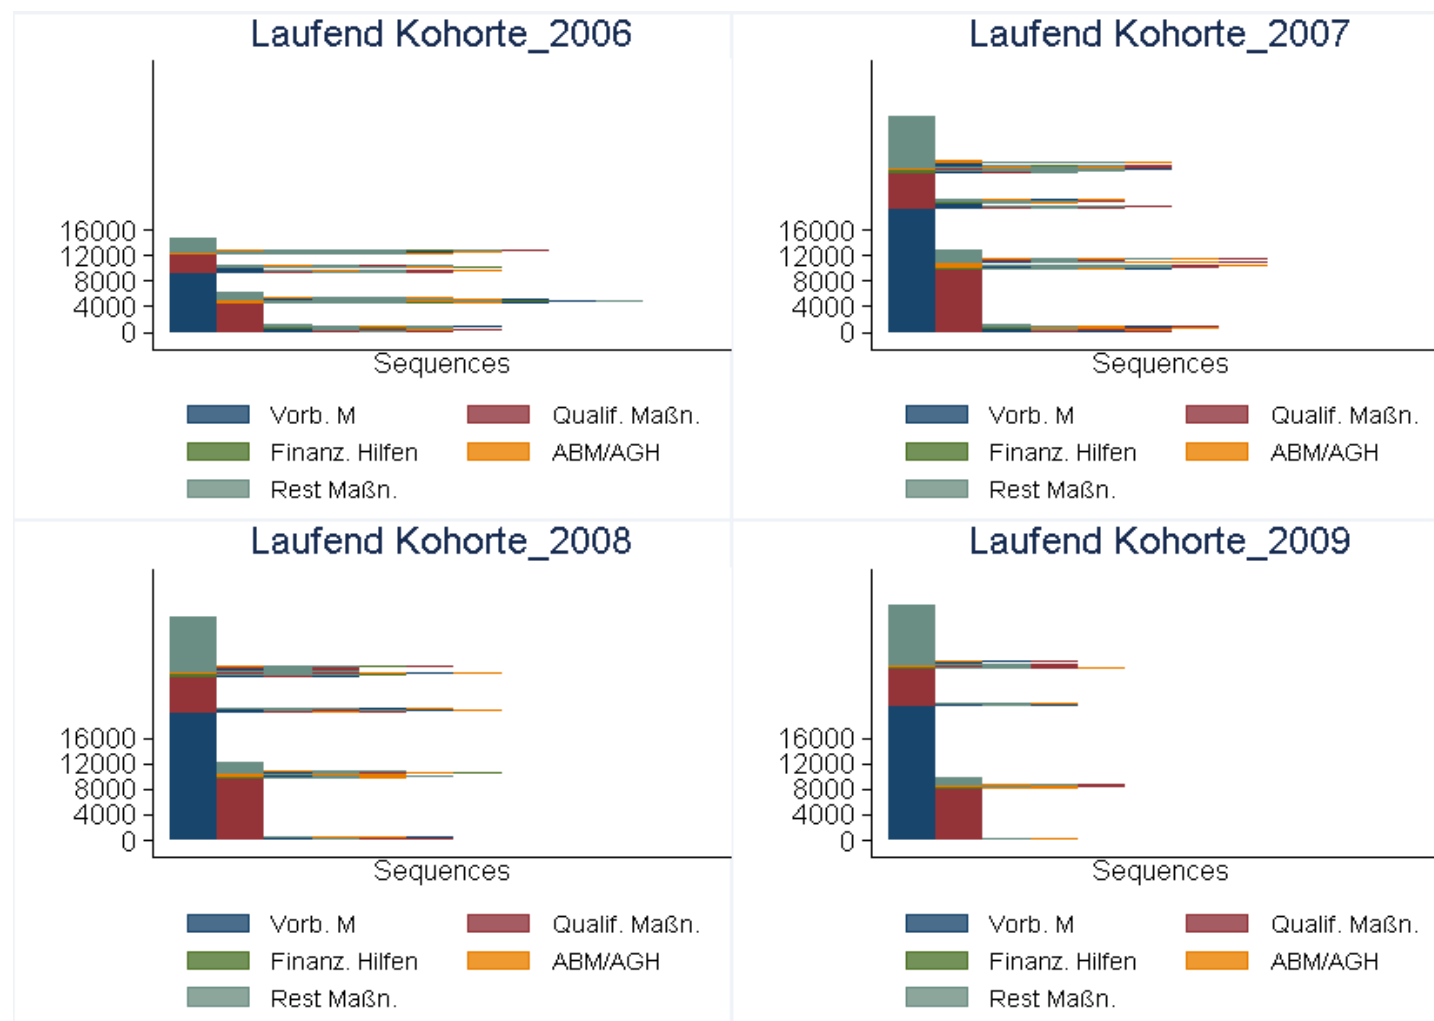 Laufend Kohorte_2006
16000
12000
8000
4000
0
Sequences
Vorb. M
Qualif. Maßn.
Finanz. Hilfen
ABM/AGH
Rest Maßn.
Laufend Kohorte_2007
16000
12000
8000
4000
0
Sequences
Vorb. M
Qualif. Maßn.
Finanz. Hilfen
ABM/AGH
Rest Maßn.
Laufend Kohorte_2008
16000
12000
8000
4000
0
Sequences
Vorb. M
Qualif. Maßn.
Finanz. Hilfen
ABM/AGH
Rest Maßn.
Laufend Kohorte_2009
16000
12000
8000
4000
0
Sequences
Vorb. M
Qualif. Maßn.
Finanz. Hilfen
ABM/AGH
Rest Maßn.